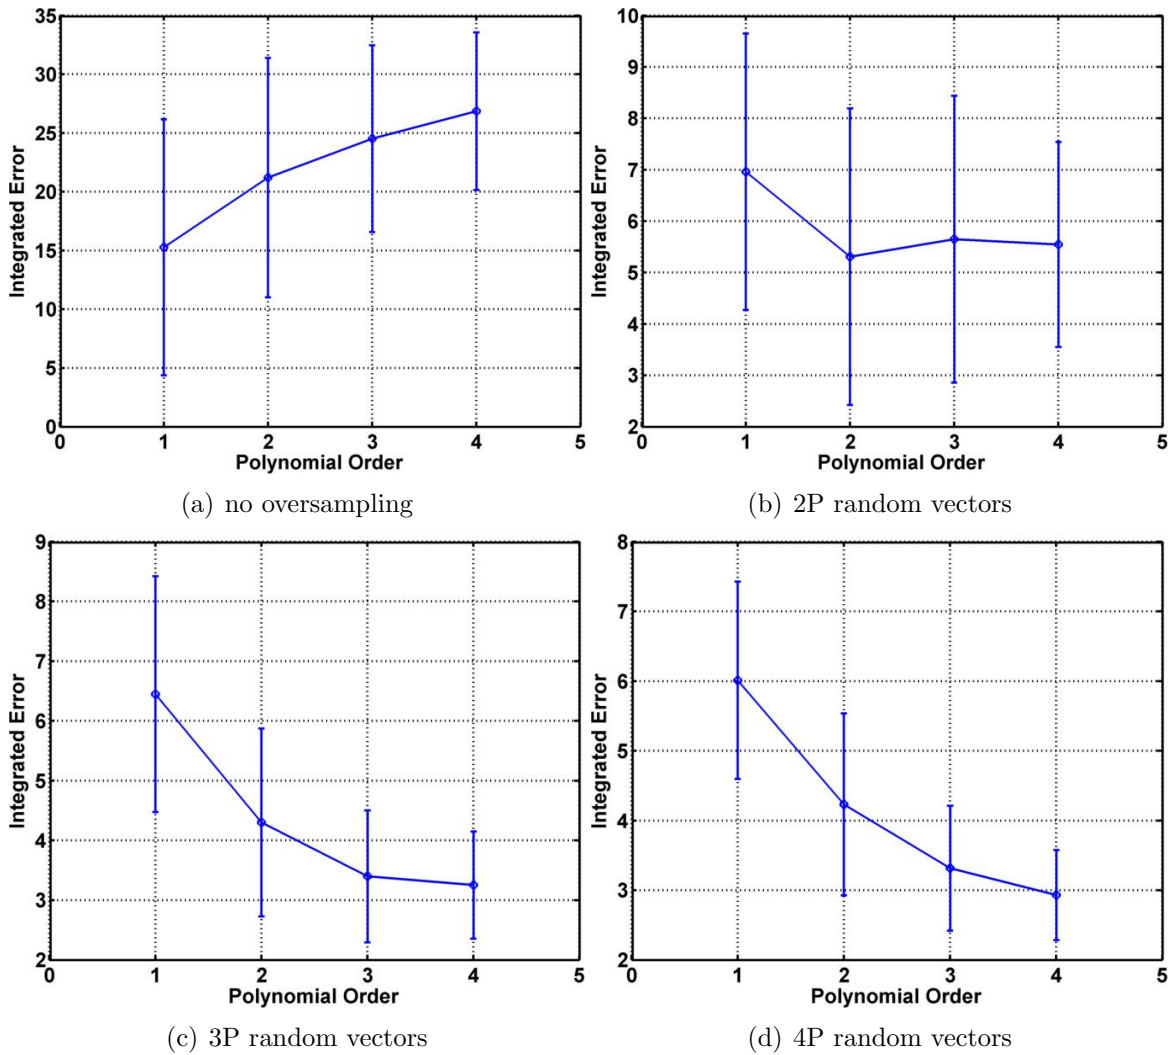 35
30
25
20
15
10
5
0
0 1 2 3 4 5
Integrated Error
Polynomial Order
(a) no oversampling
10
9
8
7
6
5
4
3
2
0 1 2 3 4 5
Integrated Error
Polynomial Order
(b) 2P random vectors
9
8
7
6
5
4
3
2
0 1 2 3 4 5
Integrated Error
Polynomial Order
(c) 3P random vectors
8
7
6
5
4
3
2
0 1 2 3 4 5
Integrated Error
Polynomial Order
(d) 4P random vectors